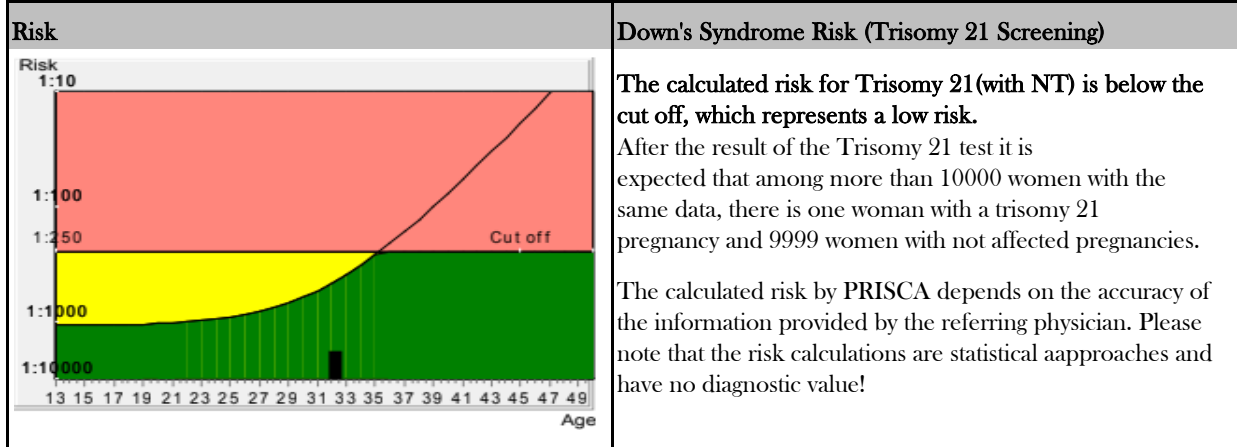 Risk
Down's Syndrome Risk (Trisomy 21 Screening)
Risk
1:10
1:100
1:250
Cut off
1:1000
1:10000
13 15 17 19 21 23 25 27 29 31 33 35 37 39 41 43 45 47 49
Age
The calculated risk for Trisomy 21(with NT) is below the
cut off, which represents a low risk.
After the result of the Trisomy 21 test it is
expected that among more than 10000 women with the
same data, there is one woman with a trisomy 21
pregnancy and 9999 women with not affected pregnancies.
The calculated risk by PRISCA depends on the accuracy of
the information provided by the referring physician. Please
note that the risk calculations are statistical aapproaches and
have no diagnostic value!